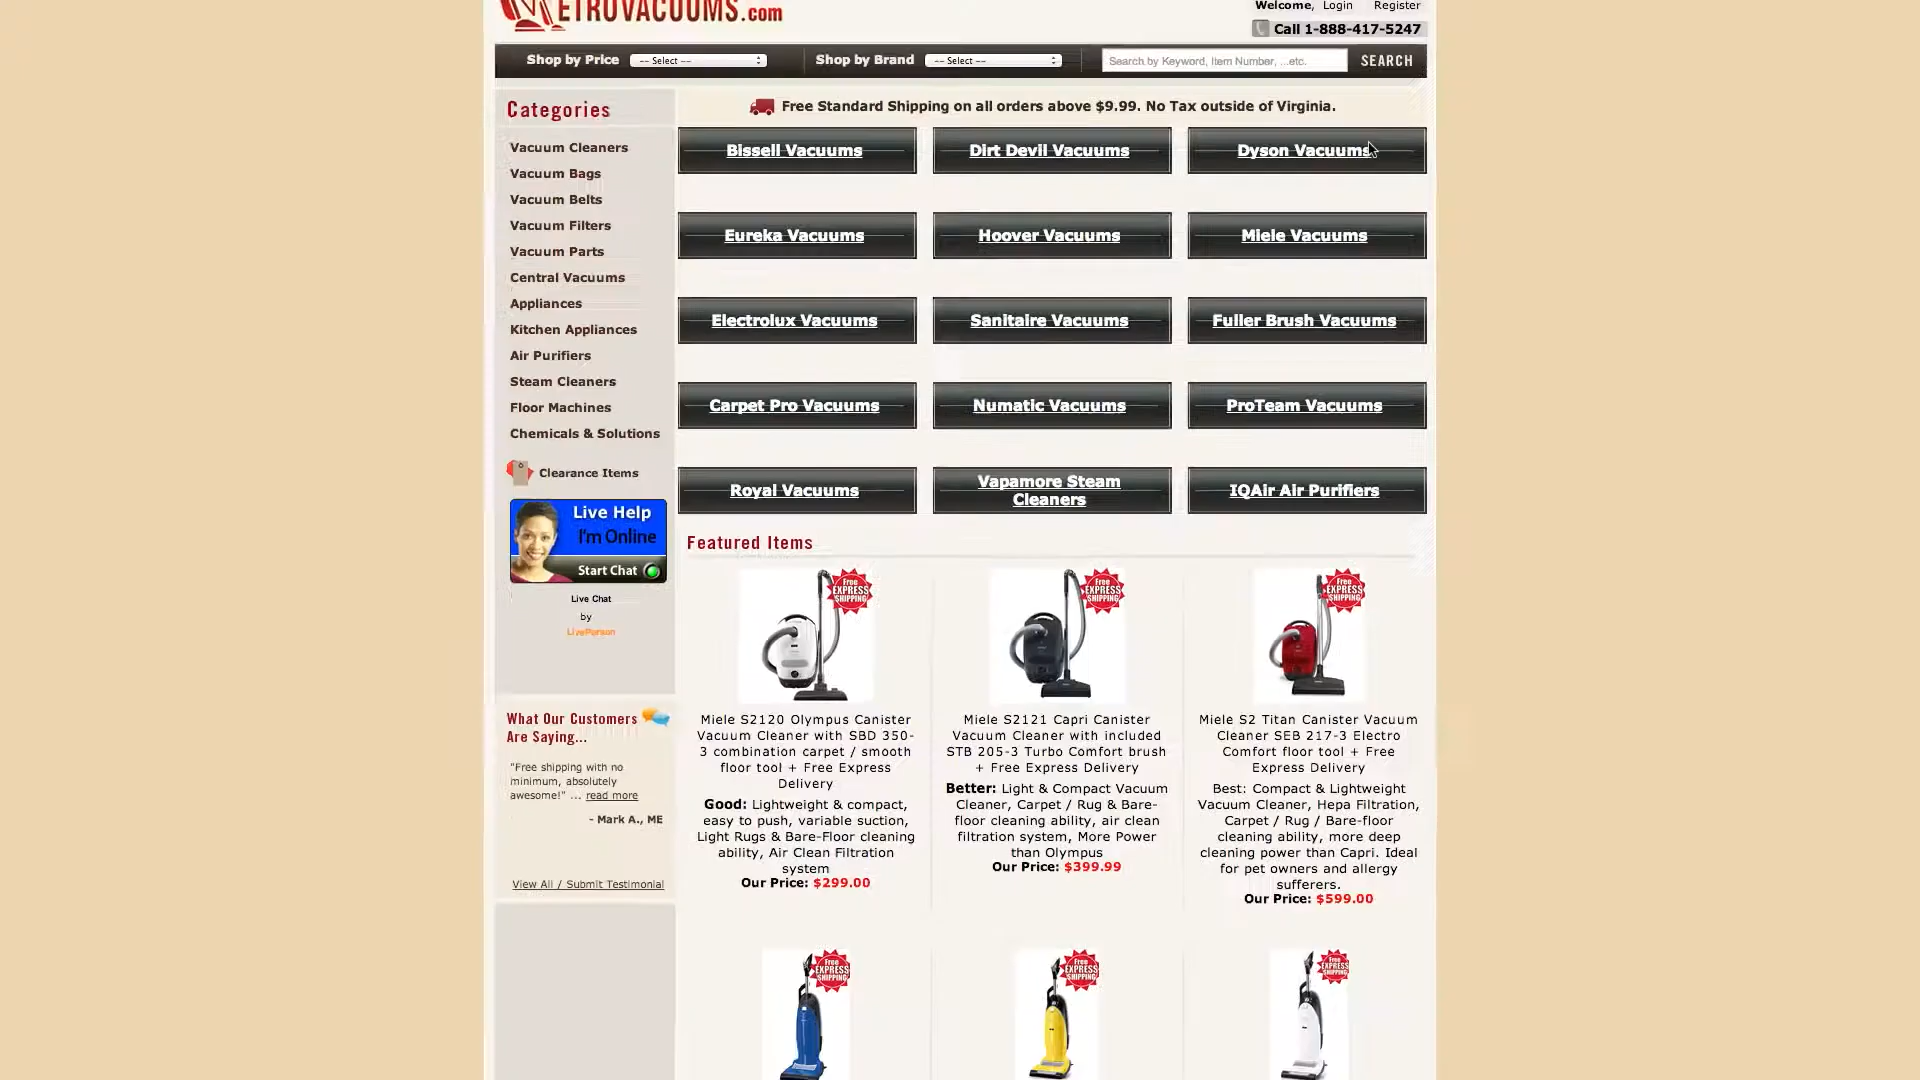 METROVACUUMS.com
Welcome, Login Register
Call 1-888-417-5247
Shop by Price -- Select -- Shop by Brand -- Select -- Search by Keyword, Item Number, ...etc. SEARCH
Categories
Vacuum Cleaners
Vacuum Bags
Vacuum Belts
Vacuum Filters
Vacuum Parts
Central Vacuums
Appliances
Kitchen Appliances
Air Purifiers
Steam Cleaners
Floor Machines
Chemicals & Solutions
Clearance Items
Live Help
I'm Online
Start Chat
Live Chat
by
LivePerson
What Our Customers
Are Saying...
"Free shipping with no
minimum, absolutely
awesome!" ... read more
- Mark A., ME
View All / Submit Testimonial
Free Standard Shipping on all orders above $9.99. No Tax outside of Virginia.
Bissell Vacuums
Dirt Devil Vacuums
Dyson Vacuums
Eureka Vacuums
Hoover Vacuums
Miele Vacuums
Electrolux Vacuums
Sanitaire Vacuums
Fuller Brush Vacuums
Carpet Pro Vacuums
Numatic Vacuums
ProTeam Vacuums
Royal Vacuums
Vapamore Steam
Cleaners
IQAir Air Purifiers
Featured Items
Free
EXPRESS
SHIPPING
Miele S2120 Olympus Canister
Vacuum Cleaner with SBD 350-
3 combination carpet / smooth
floor tool + Free Express
Delivery
Good: Lightweight & compact,
easy to push, variable suction,
Light Rugs & Bare-Floor cleaning
ability, Air Clean Filtration
system
Our Price: $299.00
Free
EXPRESS
SHIPPING
Miele S2121 Capri Canister
Vacuum Cleaner with included
STB 205-3 Turbo Comfort brush
+ Free Express Delivery
Better: Light & Compact Vacuum
Cleaner, Carpet / Rug & Bare-
floor cleaning ability, air clean
filtration system, More Power
than Olympus
Our Price: $399.99
Free
EXPRESS
SHIPPING
Miele S2 Titan Canister Vacuum
Cleaner SEB 217-3 Electro
Comfort floor tool + Free
Express Delivery
Best: Compact & Lightweight
Vacuum Cleaner, Hepa Filtration,
Carpet / Rug / Bare-floor
cleaning ability, more deep
cleaning power than Capri. Ideal
for pet owners and allergy
sufferers.
Our Price: $599.00
Free
EXPRESS
SHIPPING
Free
EXPRESS
SHIPPING
Free
EXPRESS
SHIPPING